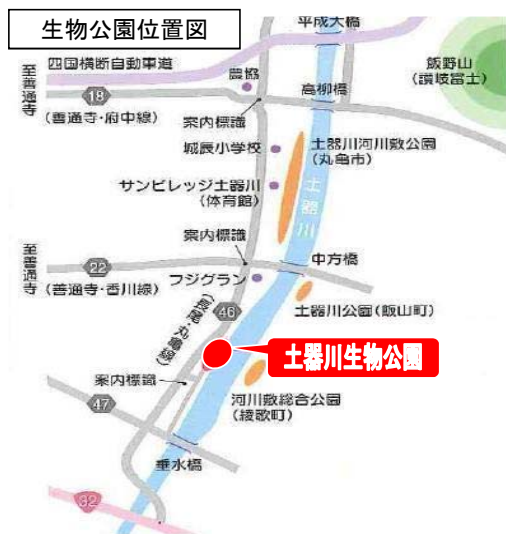 生物公園位置図
平成大橋
四国横断自動車道
飯野山
(讃岐富士)
至善通寺
農協
18
高柳橋
(善通寺・府中線)
案内標識
城辰小学校
土器川河川敷公園
(丸亀市)
サンビレッジ土器川
(体育館)
土器川
案内標識
至善通寺
中方橋
22
フジグラン
(善通寺・香川線)
46
土器川公園(飯山町)
(長尾・丸亀線)
土器川生物公園
案内標識
河川敷総合公園
(綾歌町)
47
垂水橋
32